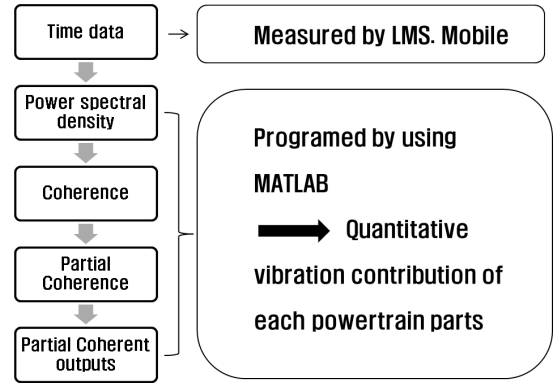 Time data
Measured by LMS. Mobile
Power spectral
density
Coherence
Partial
Coherence
Partial Coherent
outputs
Programed by using
MATLAB
Quantitative
vibration contribution of
each powertrain parts